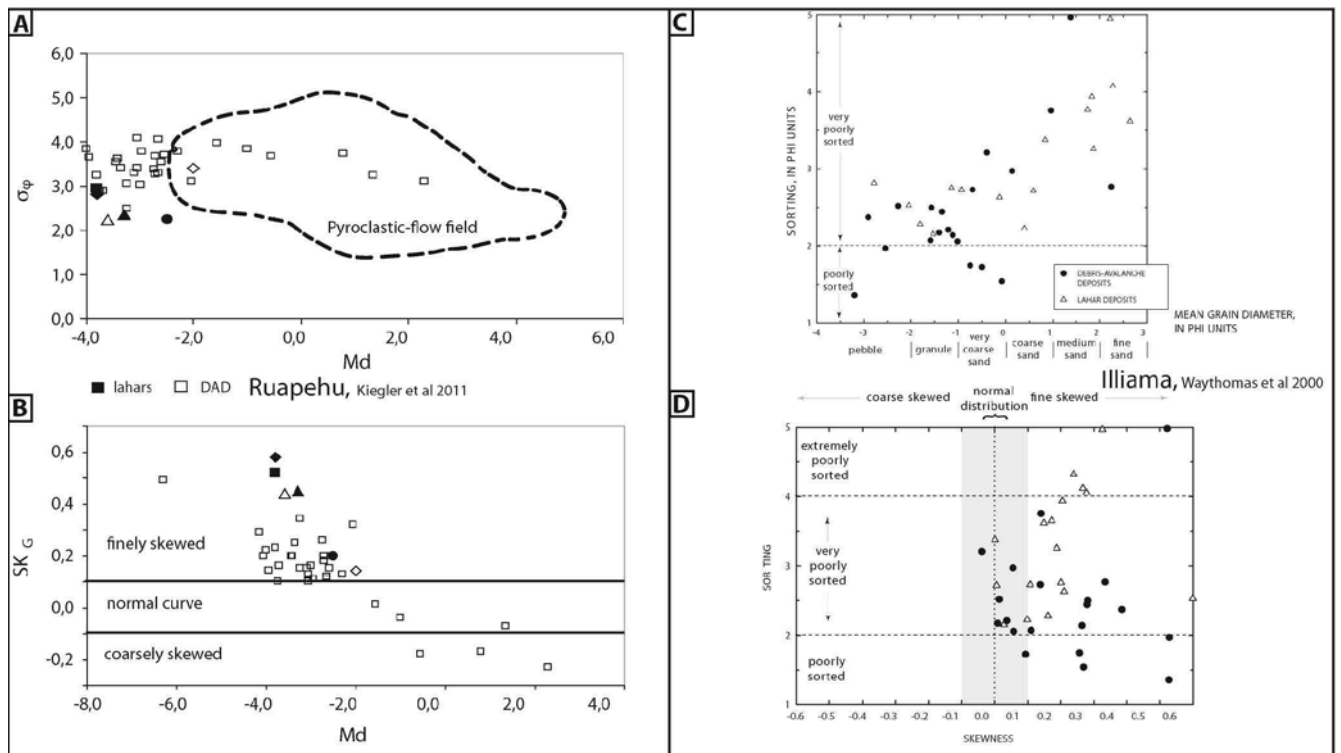 A
6,0
5,0
4,0
3,0
2,0
1,0
0,0
σφ
Pyroclastic-flow field
-4,0 -2,0 0,0 2,0 4,0 6,0
Md
lahars DAD Ruapehu, Kiegler et al 2011
B
0,6
0,4
0,2
0,0
-0,2
SK G
finely skewed
normal curve
coarsely skewed
-8,0 -6,0 -4,0 -2,0 0,0 2,0 4,0
Md
C
5
4
3
2
1
SORTING, IN PHI UNITS
very
poorly
sorted
poorly
sorted
DEBRIS-AVALANCHE
DEPOSITS
LAHAR DEPOSITS
-4 -3 -2 -1 0 1 2 3
MEAN GRAIN DIAMETER,
IN PHI UNITS
pebble granule very coarse sand coarse sand medium sand fine sand
Illiama, Waythomas et al 2000
D
coarse skewed normal distribution fine skewed
5
4
3
2
1
SOR TING
extremely
poorly
sorted
very
poorly
sorted
poorly
sorted
-0.6 -0.5 -0.4 -0.3 -0.2 -0.1 0.0 0.1 0.2 0.3 0.4 0.5 0.6
SKEWNESS